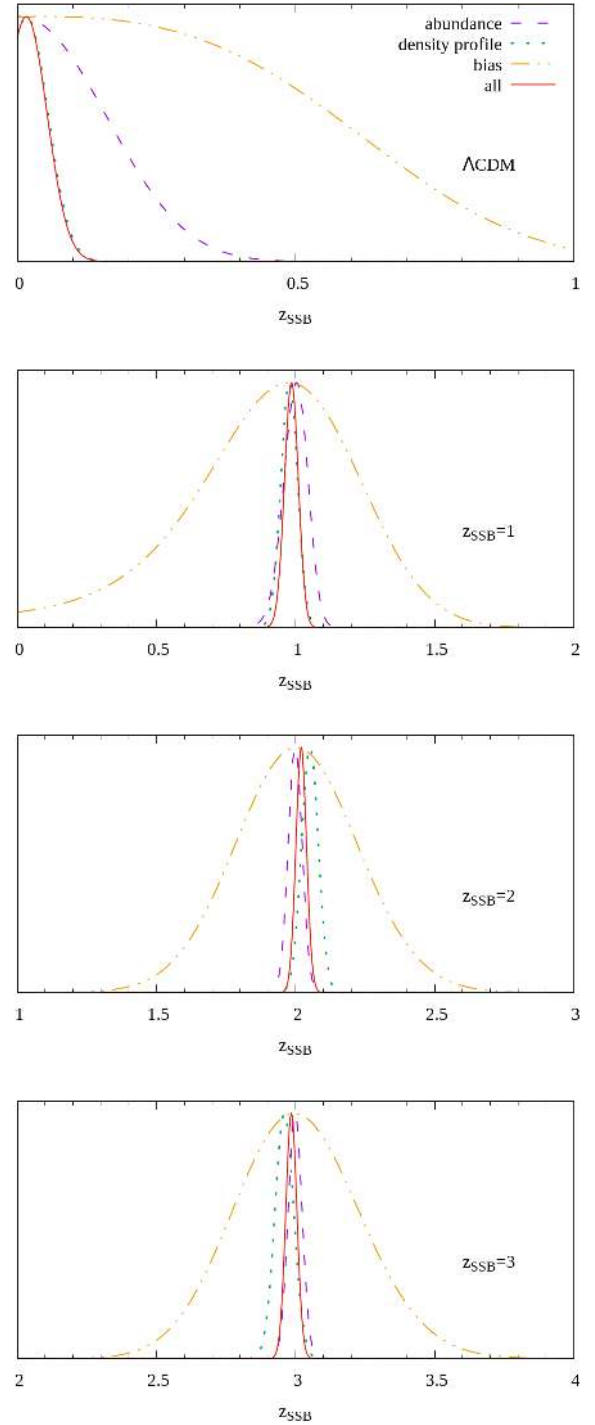 abundance
density profile
bias
all
ΛCDM
0 0.5 1
zSSB
zSSB=1
0 0.5 1 1.5 2
zSSB
zSSB=2
1 1.5 2 2.5 3
zSSB
zSSB=3
2 2.5 3 3.5 4
zSSB